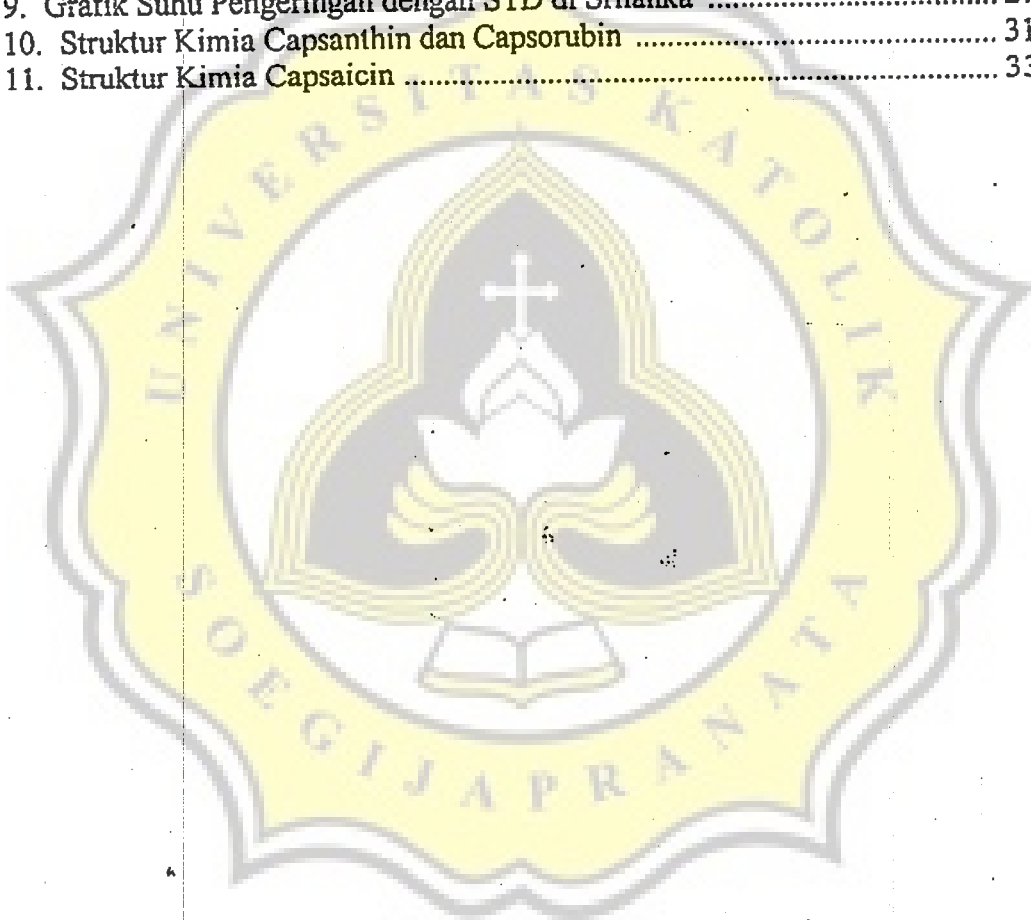 9. Grafik Suhu Pengeringan dengan STD di Srilanka ........................................
10. Struktur Kimia Capsanthin dan Capsorubin .................................................. 31
11. Struktur Kimia Capsaicin ................................................................................ 33
UNIVERSITAS KATOLIK
SOEGIJAPRANATA